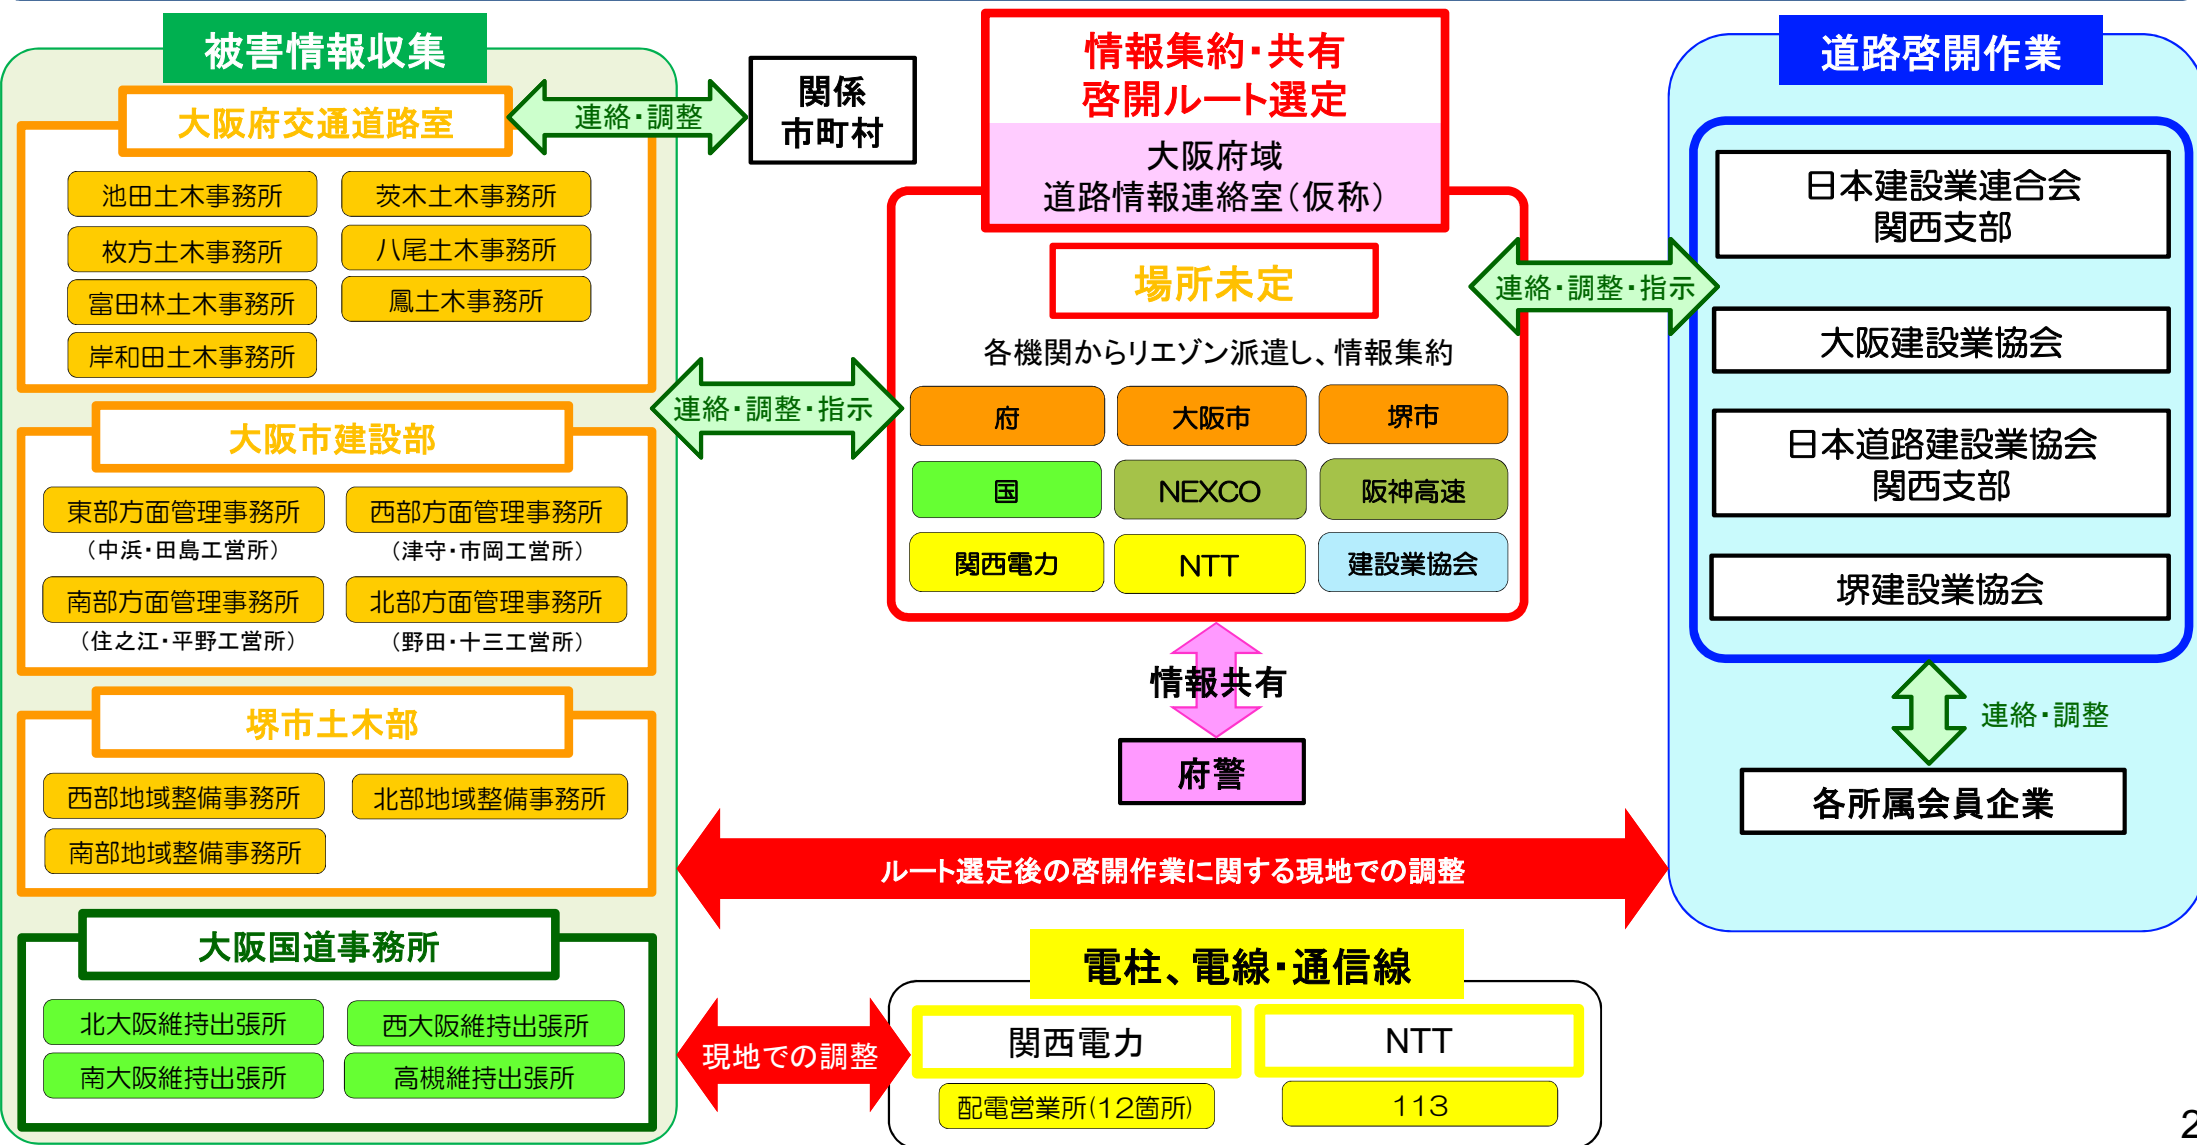 被害情報収集
大阪府交通道路室
池田土木事務所
茨木土木事務所
枚方土木事務所
八尾土木事務所
富田林土木事務所
鳳土木事務所
岸和田土木事務所
大阪市建設部
東部方面管理事務所
西部方面管理事務所
（中浜・田島工営所）
（津守・市岡工営所）
南部方面管理事務所
北部方面管理事務所
（住之江・平野工営所）
（野田・十三工営所）
堺市土木部
西部地域整備事務所
北部地域整備事務所
南部地域整備事務所
大阪国道事務所
北大阪維持出張所
西大阪維持出張所
南大阪維持出張所
高槻維持出張所
連絡・調整
関係
市町村
連絡・調整・指示
情報集約・共有
啓開ルート選定
大阪府域
道路情報連絡室（仮称）
場所未定
各機関からリエゾン派遣し、情報集約
府
大阪市
堺市
国
NEXCO
阪神高速
関西電力
NTT
建設業協会
情報共有
府警
連絡・調整・指示
道路啓開作業
日本建設業連合会
関西支部
大阪建設業協会
日本道路建設業協会
関西支部
堺建設業協会
連絡・調整
各所属会員企業
ルート選定後の啓開作業に関する現地での調整
現地での調整
電柱、電線・通信線
関西電力
NTT
配電営業所(12箇所)
113
2